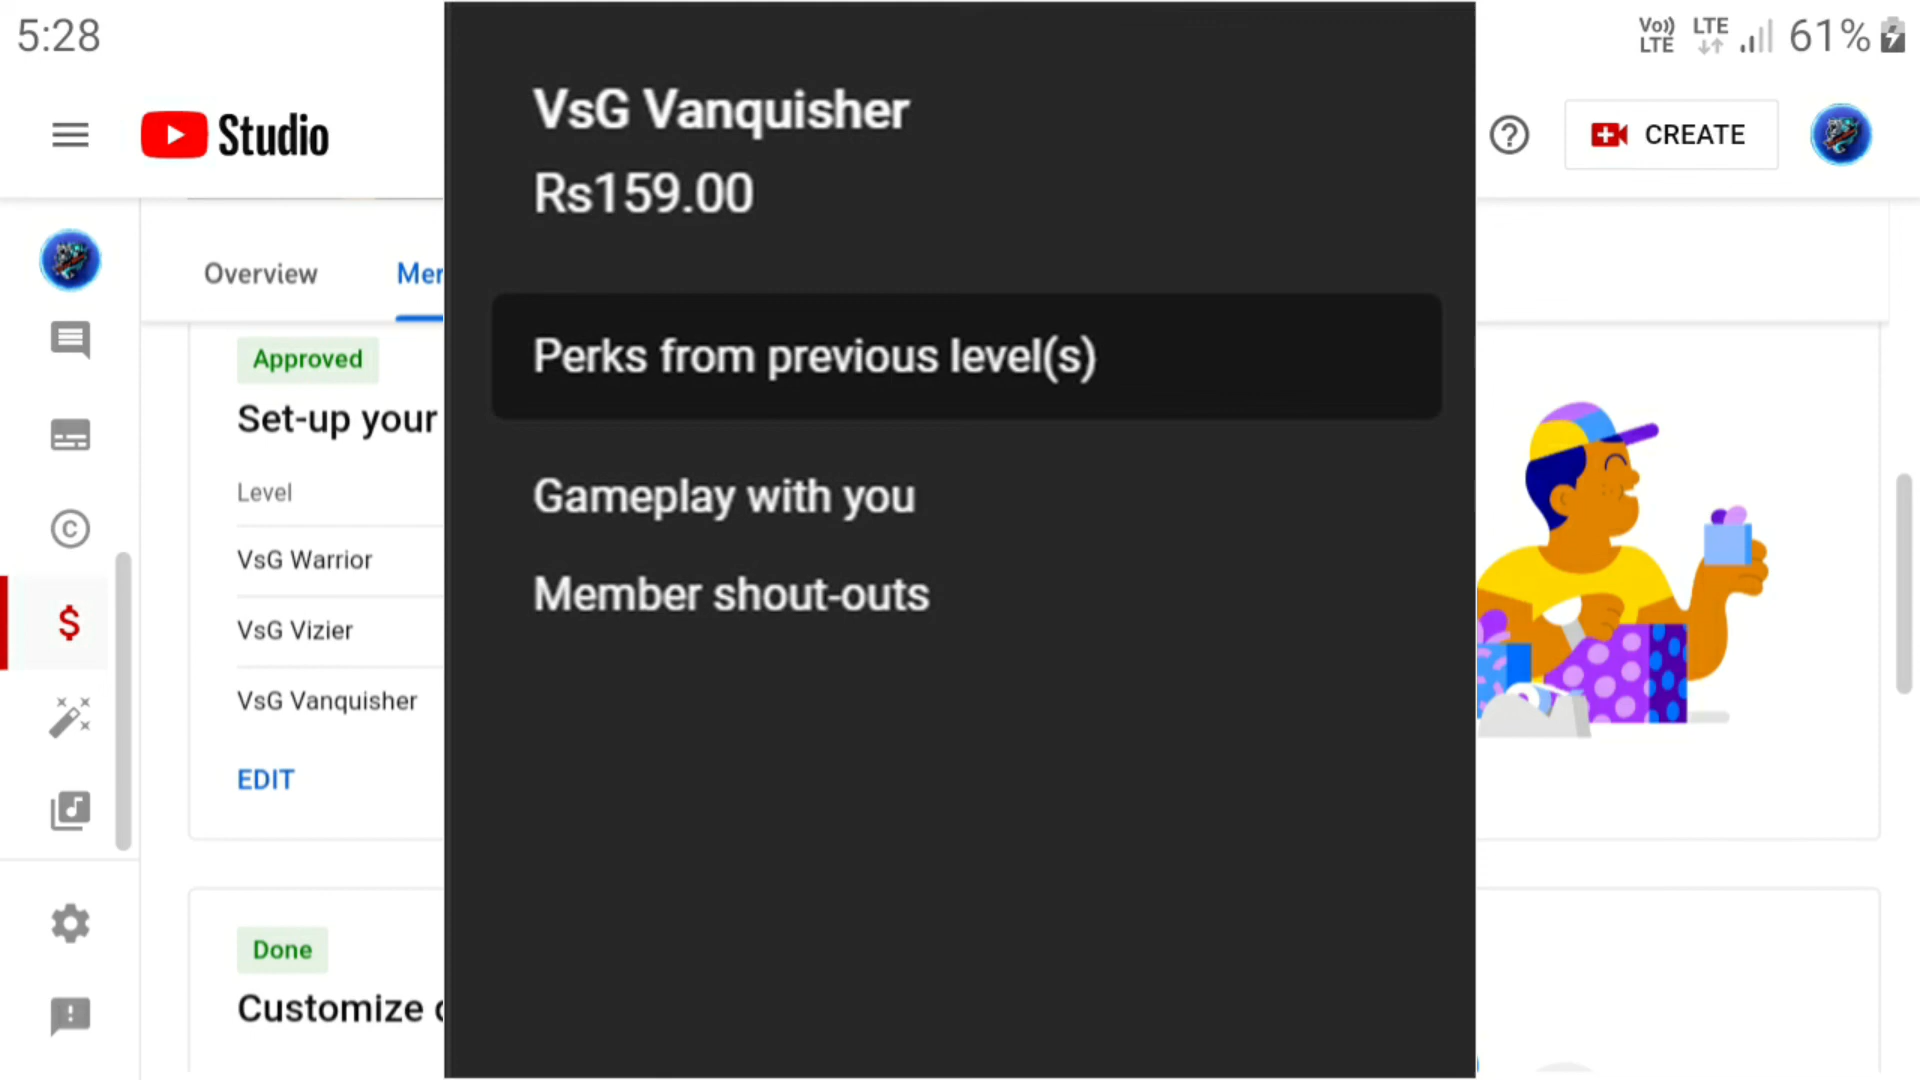 5:28
Vo)) LTE
LTE
61%
Studio
CREATE
Overview
Mer
Approved
Set-up your
Level
VsG Warrior
VsG Vizier
VsG Vanquisher
EDIT
Done
Customize
VsG Vanquisher
Rs159.00
Perks from previous level(s)
Gameplay with you
Member shout-outs